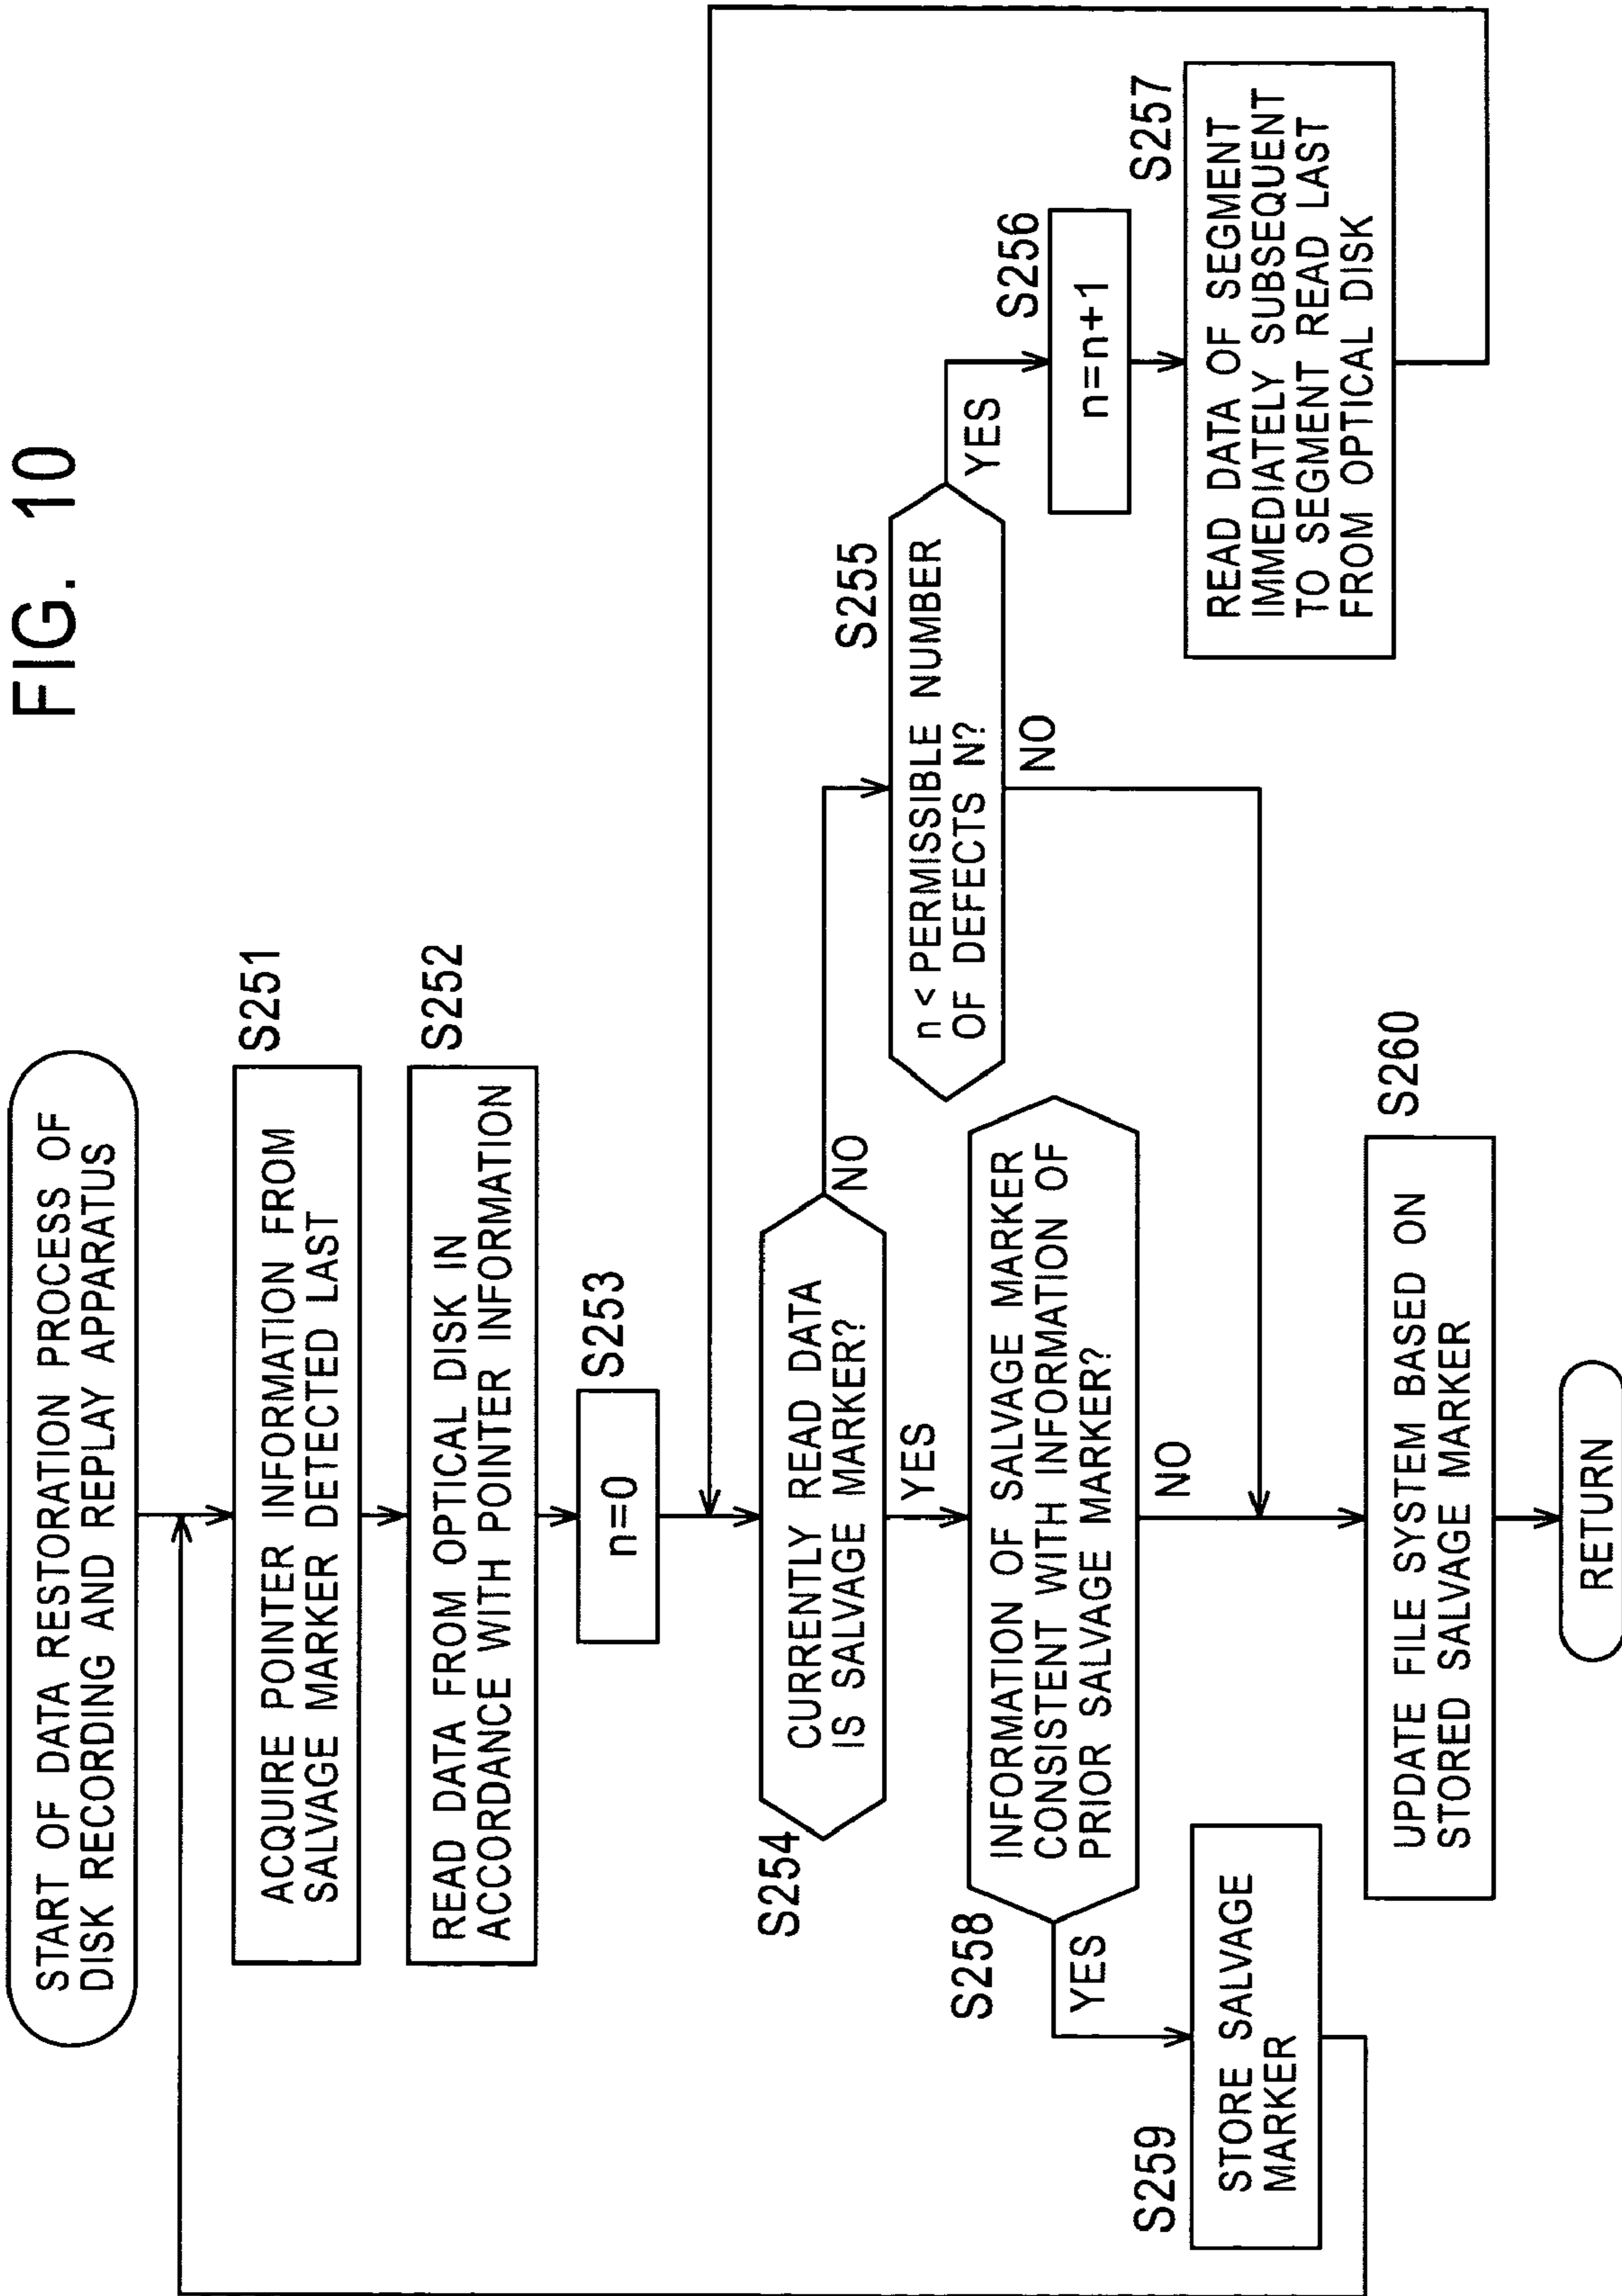 FIG. 10
START OF DATA RESTORATION PROCESS OF
DISK RECORDING AND REPLAY APPARATUS
S251
ACQUIRE POINTER INFORMATION FROM
SALVAGE MARKER DETECTED LAST
S252
READ DATA FROM OPTICAL DISK IN
ACCORDANCE WITH POINTER INFORMATION
S253
n=0
S254
CURRENTLY READ DATA
IS SALVAGE MARKER?
NO
YES
S255
n < PERMISSIBLE NUMBER
OF DEFECTS N?
YES
NO
S256
n=n+1
S257
READ DATA OF SEGMENT
IMMEDIATELY SUBSEQUENT
TO SEGMENT READ LAST
FROM OPTICAL DISK
S258
INFORMATION OF SALVAGE MARKER
CONSISTENT WITH INFORMATION OF
PRIOR SALVAGE MARKER?
YES
NO
S259
STORE SALVAGE
MARKER
S260
UPDATE FILE SYSTEM BASED ON
STORED SALVAGE MARKER
RETURN